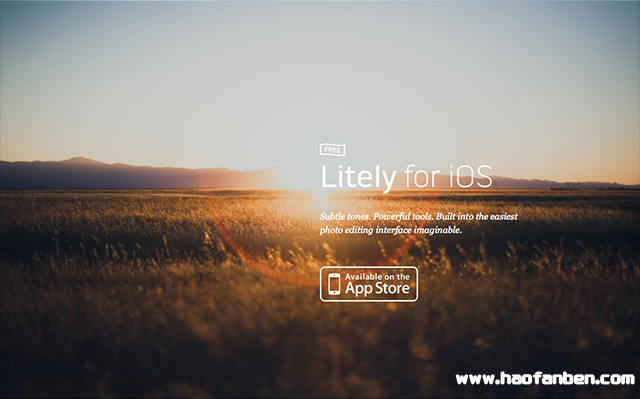 FREE
Litely for iOS
Subtle tones. Powerful tools. Built into the easiest
photo editing interface imaginable.
Available on the
App Store
www.haofanben.com